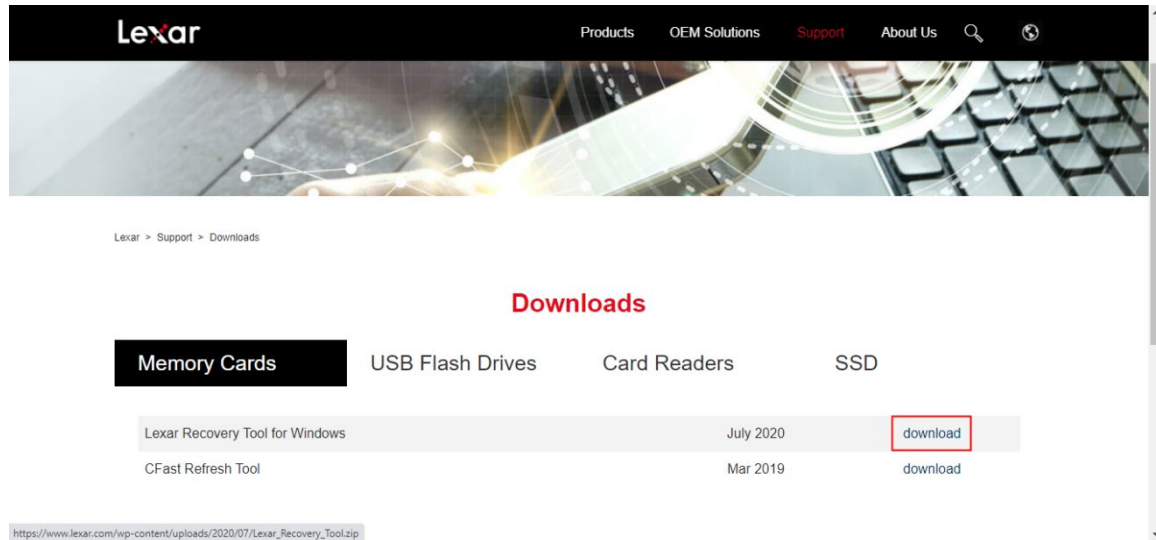 Lexar
Products OEM Solutions Support About Us
Lexar > Support > Downloads
Downloads
Memory Cards USB Flash Drives Card Readers SSD
Lexar Recovery Tool for Windows July 2020 download
CFast Refresh Tool Mar 2019 download
https://www.lexar.com/wp-content/uploads/2020/07/Lexar_Recovery_Tool.zip